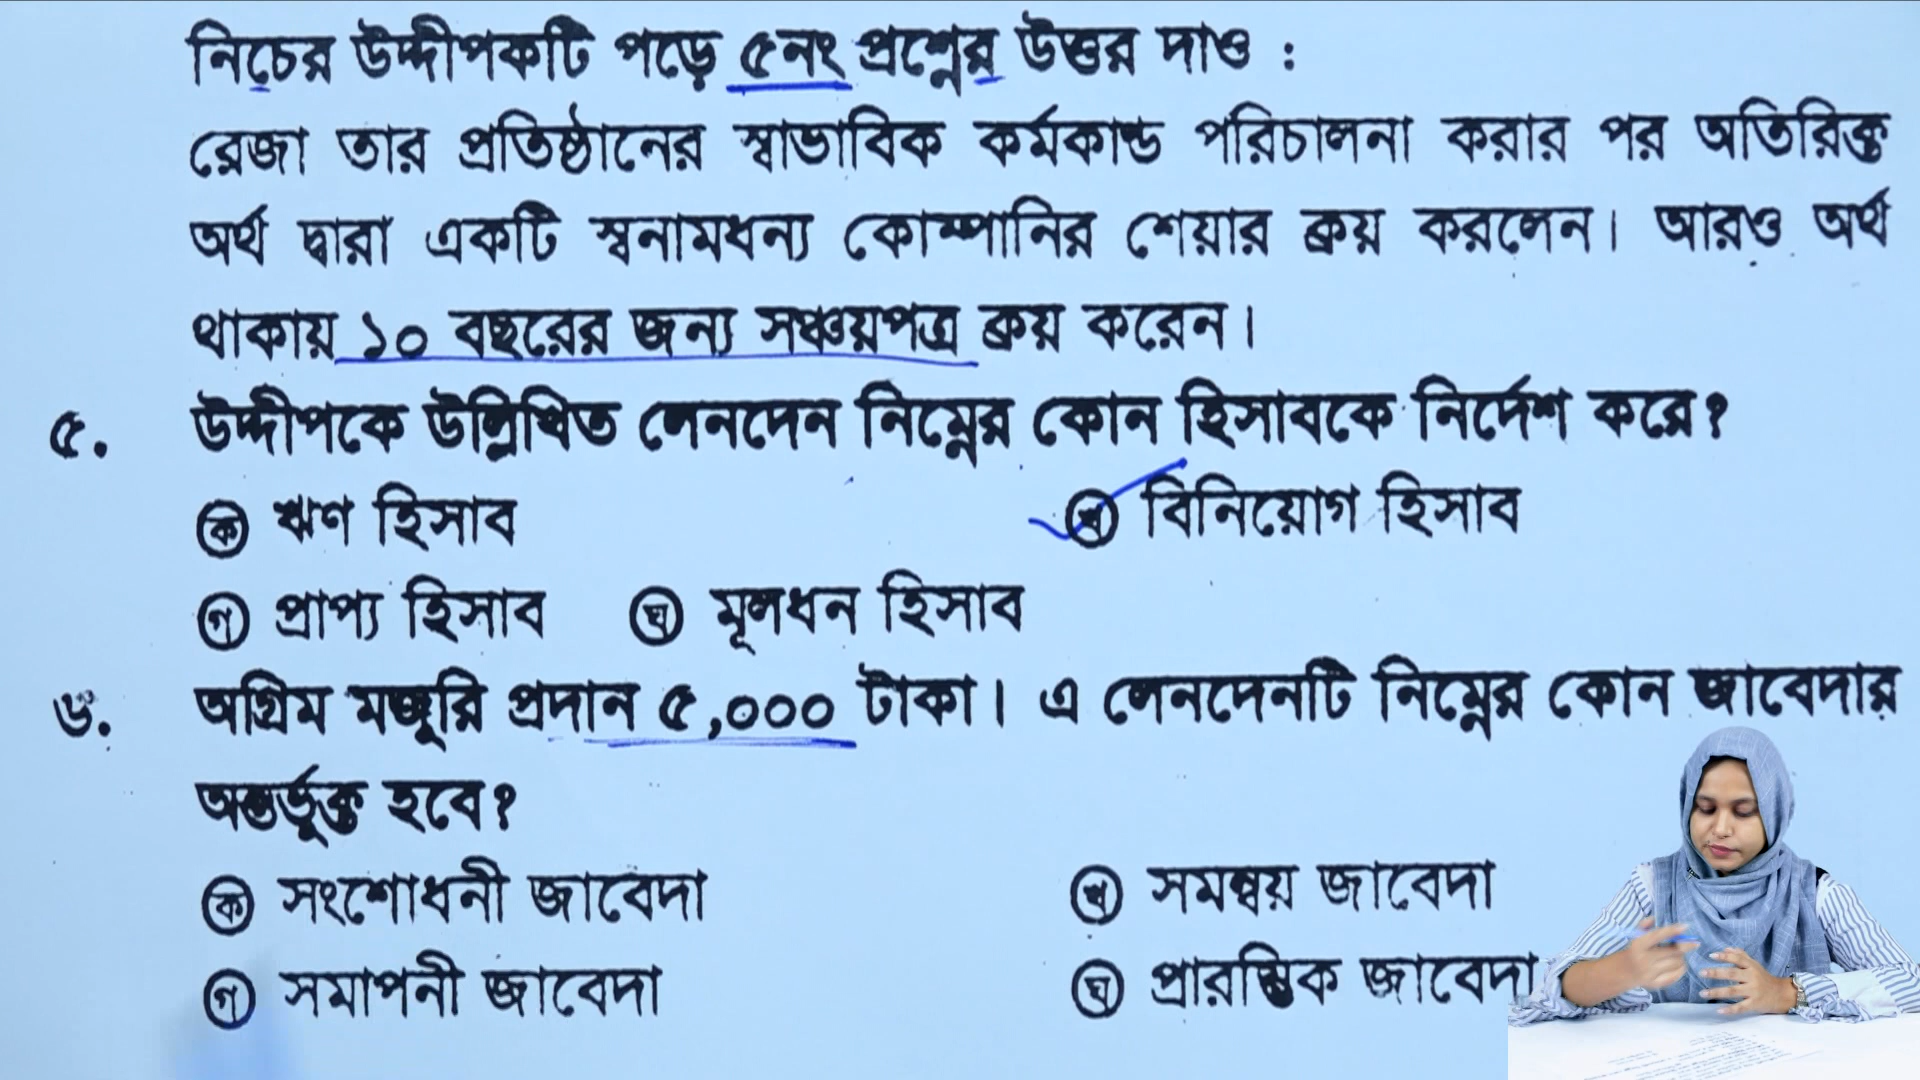 নিচের উদ্দীপকটি পড়ে ৫নং প্রশ্নের উত্তর দাও :
রেজা তার প্রতিষ্ঠানের স্বাভাবিক কর্মকান্ড পরিচালনা করার পর অতিরিক্ত
অর্থ দ্বারা একটি স্বনামধন্য কোম্পানির শেয়ার ক্রয় করলেন। আরও অর্থ
থাকায় ১০ বছরের জন্য সঞ্চয়পত্র ক্রয় করেন।
৫. উদ্দীপকে উল্লিখিত লেনদেন নিম্নের কোন হিসাবকে নির্দেশ করে?
ক ঋণ হিসাব খ বিনিয়োগ হিসাব
গ প্রাপ্য হিসাব ঘ মূলধন হিসাব
৬. অগ্রিম মজুরি প্রদান ৫,০০০ টাকা। এ লেনদেনটি নিম্নের কোন জাবেদার
অন্তর্ভুক্ত হবে?
ক সংশোধনী জাবেদা খ সমন্বয় জাবেদা
গ সমাপনী জাবেদা ঘ প্রারম্ভিক জাবেদা